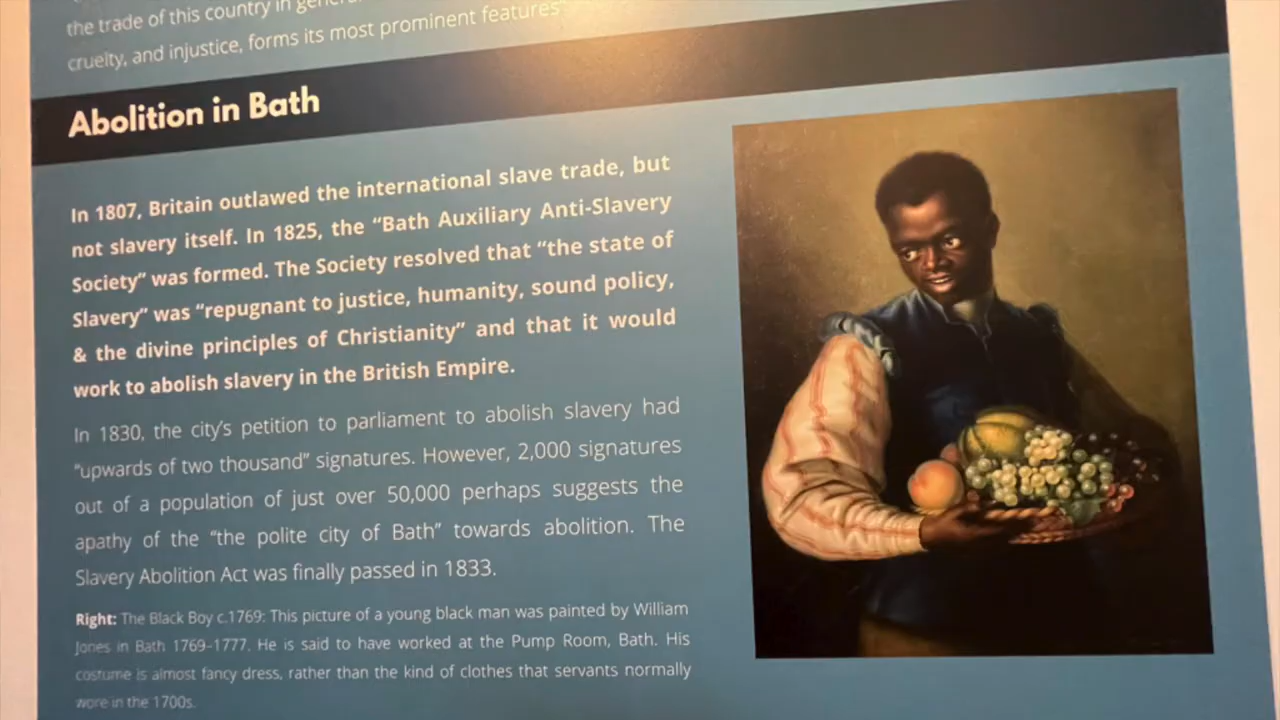 the trade of this country in general
cruelty, and injustice, forms its most prominent features"
Abolition in Bath
In 1807, Britain outlawed the international slave trade, but
not slavery itself. In 1825, the “Bath Auxiliary Anti-Slavery
Society” was formed. The Society resolved that “the state of
Slavery” was “repugnant to justice, humanity, sound policy,
& the divine principles of Christianity” and that it would
work to abolish slavery in the British Empire.
In 1830, the city’s petition to parliament to abolish slavery had
“upwards of two thousand” signatures. However, 2,000 signatures
out of a population of just over 50,000 perhaps suggests the
apathy of the “the polite city of Bath” towards abolition. The
Slavery Abolition Act was finally passed in 1833.
Right: The Black Boy c.1769: This picture of a young black man was painted by William
Jones in Bath 1769–1777. He is said to have worked at the Pump Room, Bath. His
costume is almost fancy dress, rather than the kind of clothes that servants normally
wore in the 1700s.